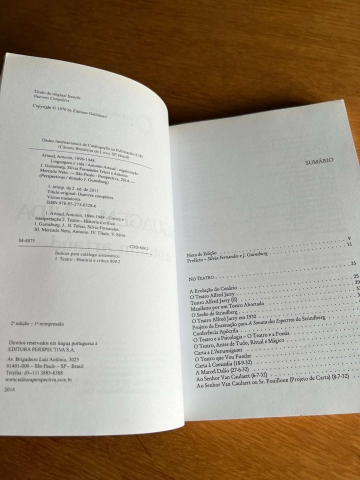 Título do original francês
Oeuvres Complètes
Copyright © 1970 by Éditions Gallimard
Dados Internacionais de Catalogação na Publicação (CIP)
(Câmara Brasileira do Livro, SP, Brasil)
Artaud, Antonin, 1896-1948.
Linguagem e vida / Antonin Artaud ; organização
J. Guinsburg, Sílvia Fernandes Telesi e Antonio
Mercado Neto. – São Paulo : Perspectiva, 2014. –
(Perspectivas / dirigida J. Guinsburg)
1. reimp. da 2. ed. de 2011
Título original: Oeuvres complètes
Vários tradutores.
ISBN 978-85-273-0328-6
1. Artaud, Antonin, 1896-1948 - Crítica e
interpretação 2. Teatro - História e crítica I. Guinsburg,
J. II. Telesi, Sílvia Fernandes.
III. Mercado Neto, Antonio. IV. Título. V. Série.
04-8075
CDD-809.2
Índices para catálogo sistemático:
1. Teatro : História e crítica 809.2
2ª edição – 1ª reimpressão
Direitos reservados em língua portuguesa à
EDITORA PERSPECTIVA S.A.
Av. Brigadeiro Luís Antônio, 3025
01401-000 – São Paulo – SP – Brasil
Telefax: (0--11) 3885-8388
www.editoraperspectiva.com.br
2014
SUMÁRIO
Nota de Edição 9
Prefácio – Sílvia Fernandes e J. Guinsburg 11
NO TEATRO
A Evolução do Cenário 25
O Teatro Alfred Jarry
Teatro Alfred Jarry (II)
Manifesto por um Teatro Abortado
O Sonho de Strindberg
O Teatro Alfred Jarry em 1930
Projeto de Encenação para A Sonata dos Espectros de Strindberg
Conferência Apócrifa
O Teatro e a Psicologia – O Teatro e a Poesia
O Teatro, Antes de Tudo, Ritual e Mágico
Carta a L'Intransigeant
O Teatro que Vou Fundar
Carta à Comœdia (18-9-32)
A Marcel Dalio (27-6-32)
Ao Senhor Van Caulaert (6-7-32)
Ao Senhor Van Caulaert ou Sr. Fouilloux (Projeto de Carta) (8-7-32)